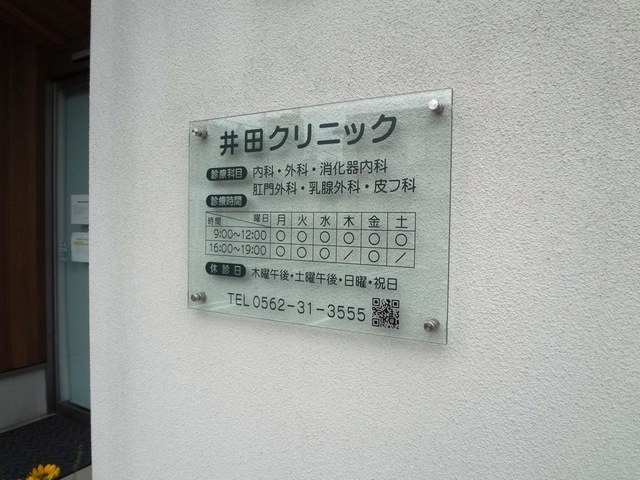 井田クリニック
診療科目 内科・外科・消化器内科
肛門外科・乳腺外科・皮フ科
診療時間
時間 曜日 月 火 水 木 金 土
9:00~12:00 ○ ○ ○ ○ ○ ○
16:00~19:00 ○ ○ ○ / ○ /
休診日 木曜午後・土曜午後・日曜・祝日
TEL 0562-31-3555